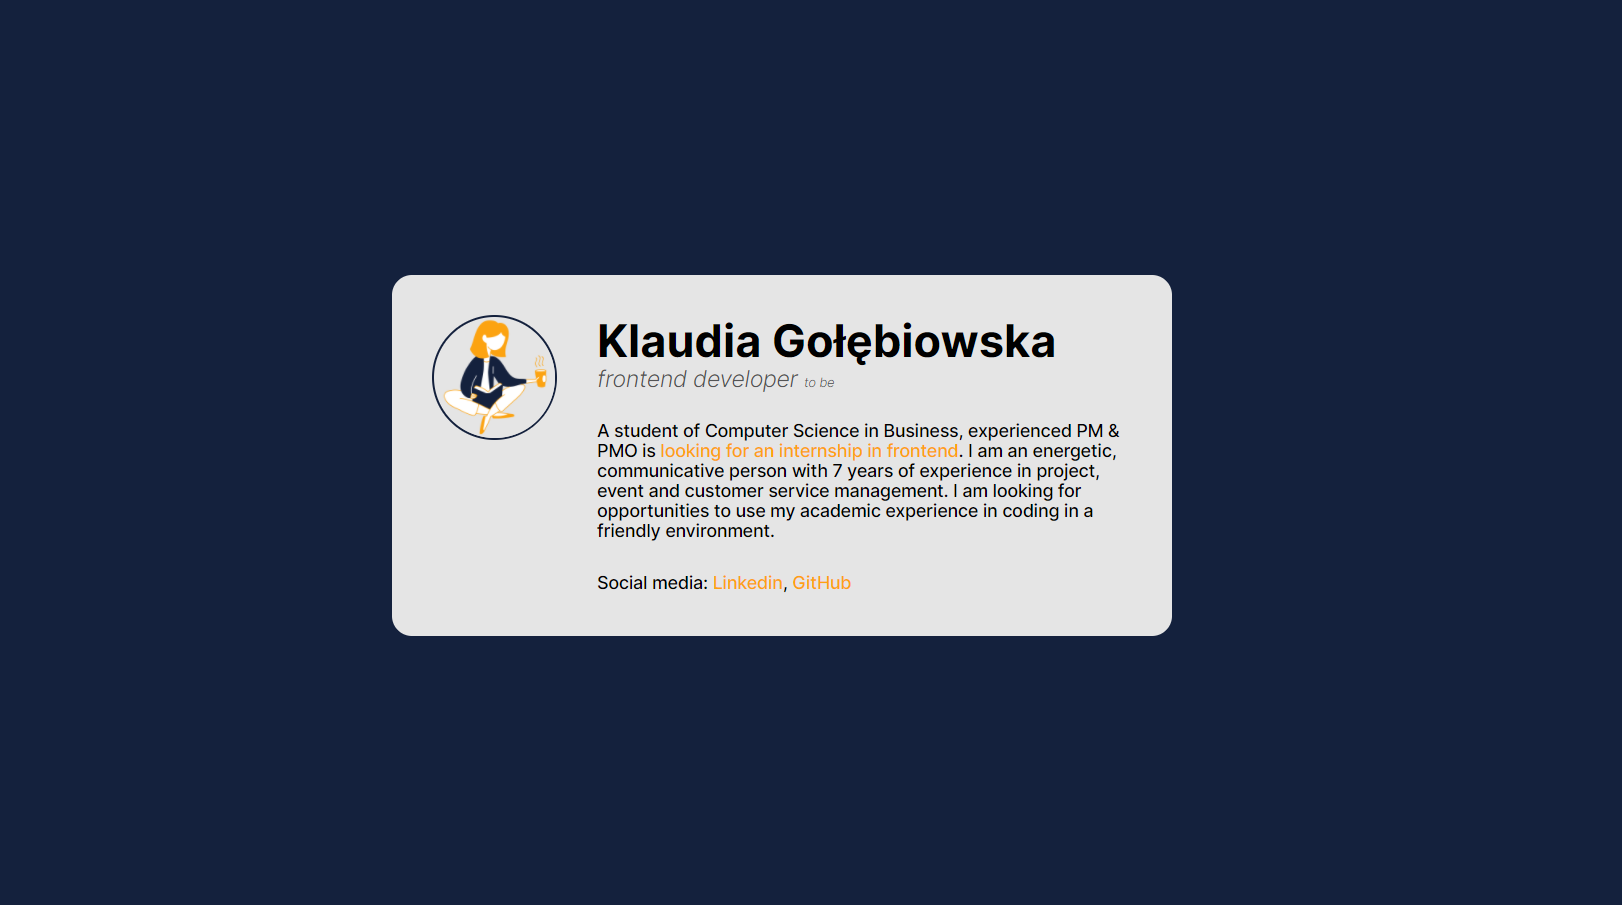 Klaudia Gołębiowska
frontend developer to be
A student of Computer Science in Business, experienced PM &
PMO is looking for an internship in frontend. I am an energetic,
communicative person with 7 years of experience in project,
event and customer service management. I am looking for
opportunities to use my academic experience in coding in a
friendly environment.
Social media: Linkedin, GitHub